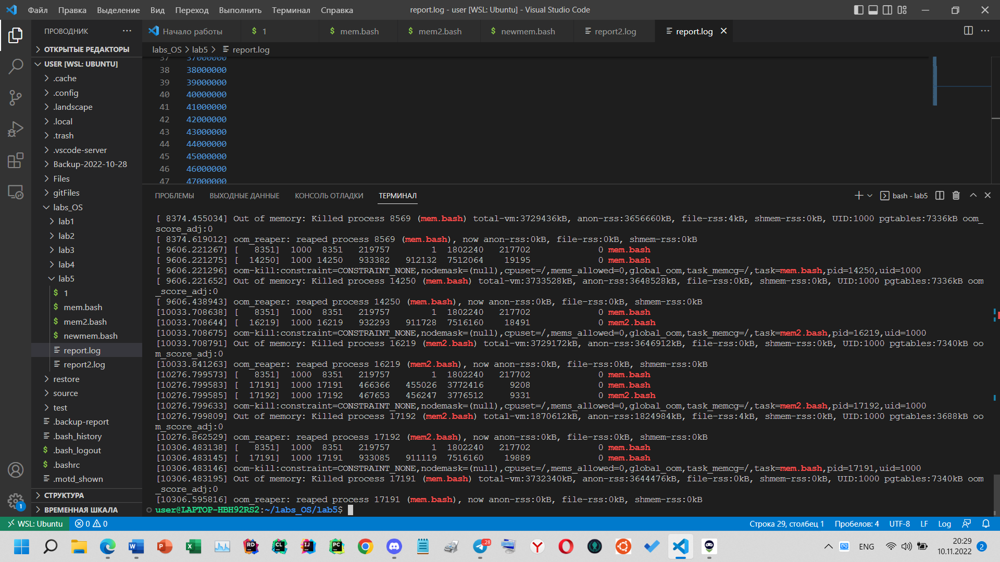 Файл Правка Выделение Вид Переход Выполнить Терминал Справка
report.log - user [WSL: Ubuntu] - Visual Studio Code
ПРОВОДНИК
Начало работы
$ 1
$ mem.bash
$ mem2.bash
$ newmem.bash
report2.log
report.log
ОТКРЫТЫЕ РЕДАКТОРЫ
USER [WSL: UBUNTU]
.cache
.config
.landscape
.local
.trash
.vscode-server
Backup-2022-10-28
Files
gitFiles
labs_OS
lab1
lab2
lab3
lab4
lab5
$ 1
$ mem.bash
$ mem2.bash
$ newmem.bash
report.log
report2.log
restore
source
test
.backup-report
.bash_history
$ .bash_logout
$ .bashrc
.motd_shown
СТРУКТУРА
ВРЕМЕННАЯ ШКАЛА
labs_OS > lab5 > report.log
37 37000000
38 38000000
39 39000000
40 40000000
41 41000000
42 42000000
43 43000000
44 44000000
45 45000000
46 46000000
47 47000000
ПРОБЛЕМЫ ВЫХОДНЫЕ ДАННЫЕ КОНСОЛЬ ОТЛАДКИ ТЕРМИНАЛ
bash - lab5
[ 8374.455034] Out of memory: Killed process 8569 (mem.bash) total-vm:3729436kB, anon-rss:3656660kB, file-rss:4kB, shmem-rss:0kB, UID:1000 pgtables:7336kB oom_
score_adj:0
[ 8374.619012] oom_reaper: reaped process 8569 (mem.bash), now anon-rss:0kB, file-rss:0kB, shmem-rss:0kB
[ 9606.221267] [   8351]  1000  8351   219757        1  1802240   217702             0 mem.bash
[ 9606.221275] [  14250]  1000 14250   933382   912132  7512064    19195             0 mem.bash
[ 9606.221296] oom-kill:constraint=CONSTRAINT_NONE,nodemask=(null),cpuset=/,mems_allowed=0,global_oom,task_memcg=/,task=mem.bash,pid=14250,uid=1000
[ 9606.221652] Out of memory: Killed process 14250 (mem.bash) total-vm:3733528kB, anon-rss:3648528kB, file-rss:0kB, shmem-rss:0kB, UID:1000 pgtables:7336kB oom
_score_adj:0
[ 9606.438943] oom_reaper: reaped process 14250 (mem.bash), now anon-rss:0kB, file-rss:0kB, shmem-rss:0kB
[10033.708638] [   8351]  1000  8351   219757        1  1802240   217702             0 mem.bash
[10033.708644] [  16219]  1000 16219   932293   911728  7516160    18491             0 mem2.bash
[10033.708675] oom-kill:constraint=CONSTRAINT_NONE,nodemask=(null),cpuset=/,mems_allowed=0,global_oom,task_memcg=/,task=mem2.bash,pid=16219,uid=1000
[10033.708791] Out of memory: Killed process 16219 (mem2.bash) total-vm:3729172kB, anon-rss:3646912kB, file-rss:0kB, shmem-rss:0kB, UID:1000 pgtables:7340kB oo
m_score_adj:0
[10033.841263] oom_reaper: reaped process 16219 (mem2.bash), now anon-rss:0kB, file-rss:0kB, shmem-rss:0kB
[10276.799573] [   8351]  1000  8351   219757        1  1802240   217702             0 mem.bash
[10276.799583] [  17191]  1000 17191   466366   455026  3772416     9208             0 mem.bash
[10276.799585] [  17192]  1000 17192   467653   456247  3776512     9331             0 mem2.bash
[10276.799633] oom-kill:constraint=CONSTRAINT_NONE,nodemask=(null),cpuset=/,mems_allowed=0,global_oom,task_memcg=/,task=mem2.bash,pid=17192,uid=1000
[10276.799809] Out of memory: Killed process 17192 (mem2.bash) total-vm:1870612kB, anon-rss:1824984kB, file-rss:4kB, shmem-rss:0kB, UID:1000 pgtables:3688kB oo
m_score_adj:0
[10276.862529] oom_reaper: reaped process 17192 (mem2.bash), now anon-rss:0kB, file-rss:0kB, shmem-rss:0kB
[10306.483138] [   8351]  1000  8351   219757        1  1802240   217702             0 mem.bash
[10306.483145] [  17191]  1000 17191   933085   911119  7516160    19889             0 mem.bash
[10306.483146] oom-kill:constraint=CONSTRAINT_NONE,nodemask=(null),cpuset=/,mems_allowed=0,global_oom,task_memcg=/,task=mem.bash,pid=17191,uid=1000
[10306.483195] Out of memory: Killed process 17191 (mem.bash) total-vm:3732340kB, anon-rss:3644476kB, file-rss:0kB, shmem-rss:0kB, UID:1000 pgtables:7340kB oom
_score_adj:0
[10306.595816] oom_reaper: reaped process 17191 (mem.bash), now anon-rss:0kB, file-rss:0kB, shmem-rss:0kB
user@LAPTOP-HBH92RS2:~/labs_OS/lab5$
1
WSL: Ubuntu 0 0
Строка 29, столбец 1 Пробелов: 4 UTF-8 LF Log
W P X RD CL IJ PC 28 Y
ENG
20:29
10.11.2022
2